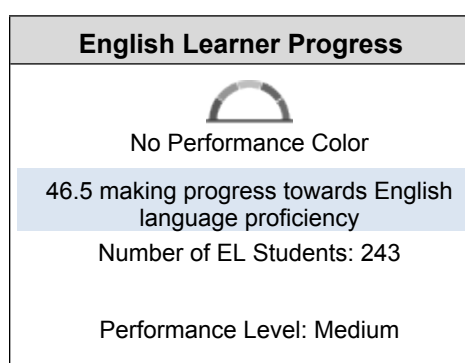 English Learner Progress
No Performance Color
46.5 making progress towards English
language proficiency
Number of EL Students: 243
Performance Level: Medium